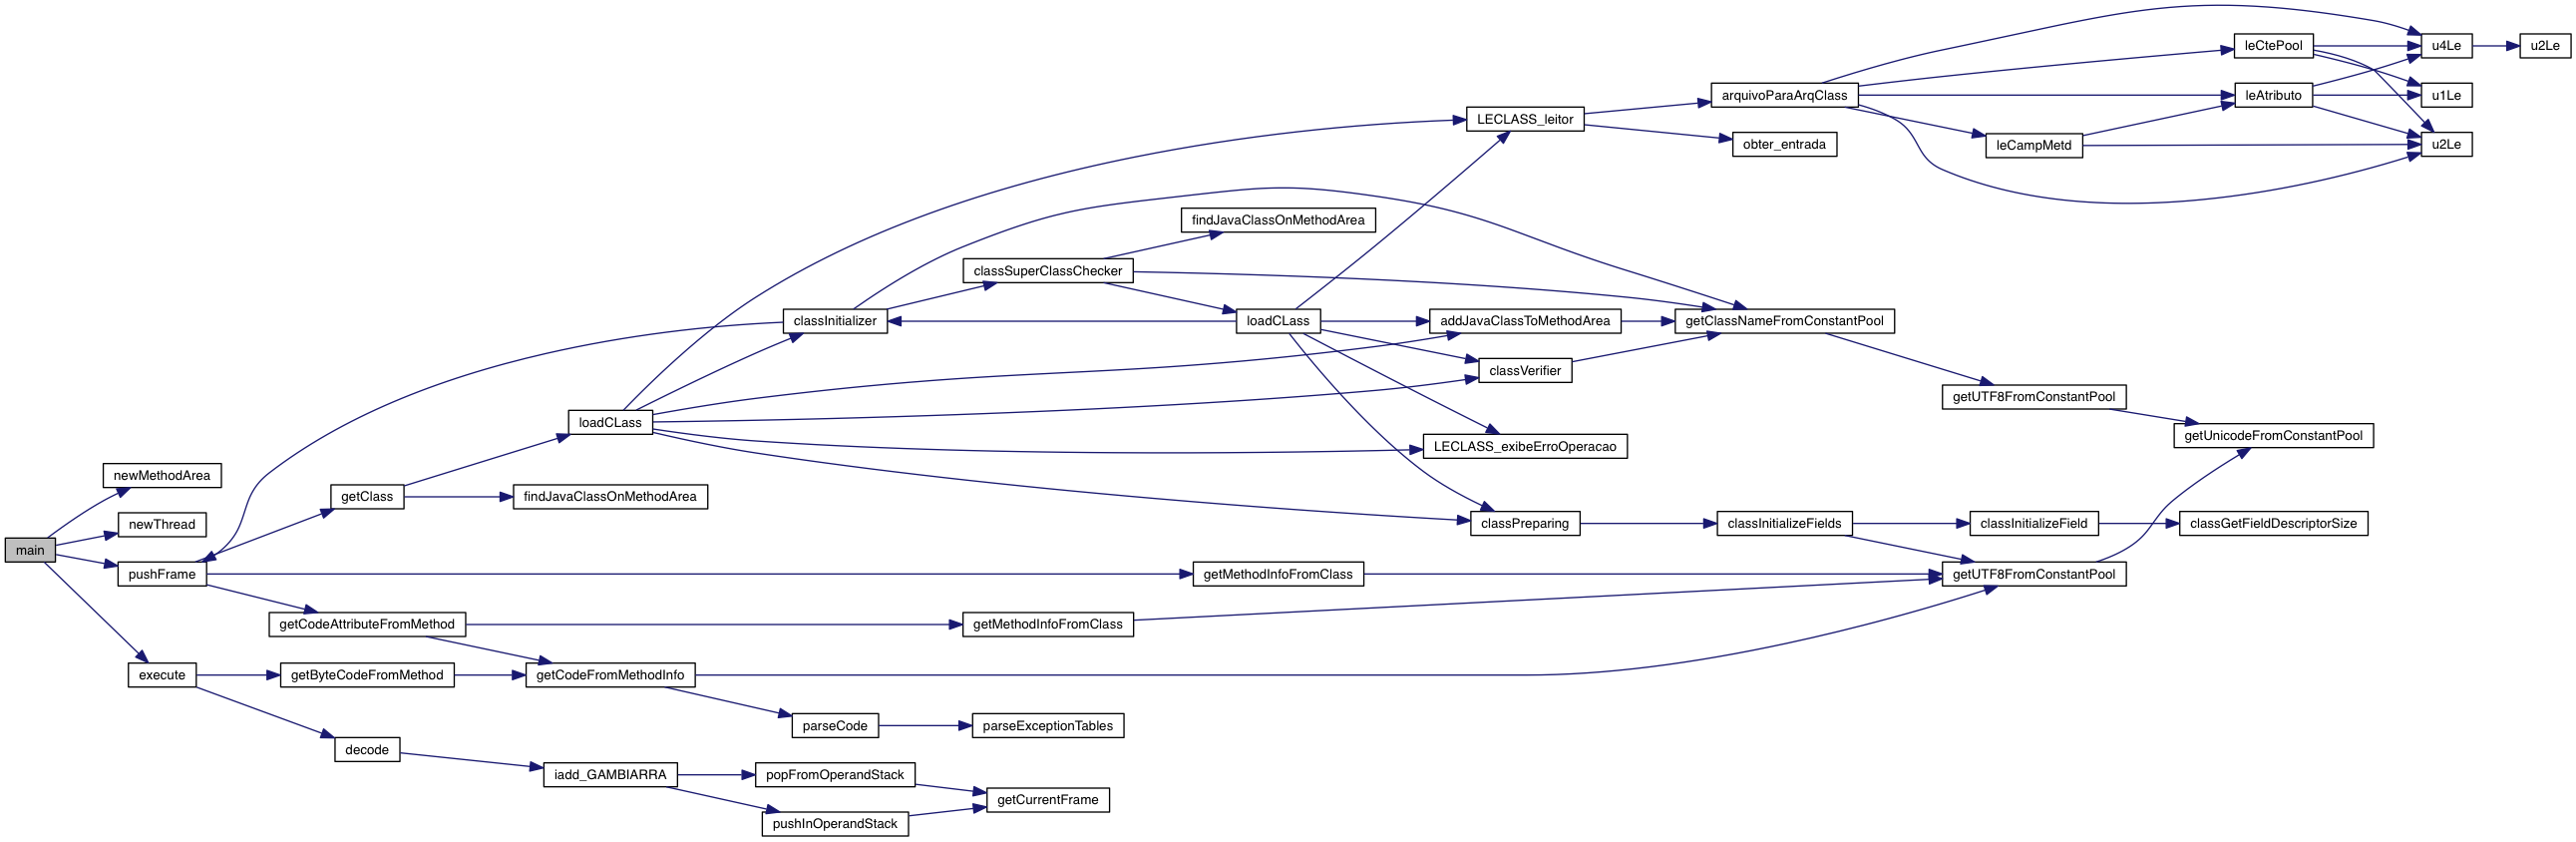 main
newMethodArea
newThread
pushFrame
execute
getClass
getCodeAttributeFromMethod
getByteCodeFromMethod
decode
loadCLass
findJavaClassOnMethodArea
getCodeFromMethodInfo
iadd_GAMBIARRA
classInitializer
parseCode
popFromOperandStack
pushInOperandStack
classSuperClassChecker
getMethodInfoFromClass
parseExceptionTables
getCurrentFrame
findJavaClassOnMethodArea
loadCLass
getMethodInfoFromClass
LECLASS_leitor
addJavaClassToMethodArea
classVerifier
LECLASS_exibeErroOperacao
classPreparing
arquivoParaArqClass
obter_entrada
getClassNameFromConstantPool
classInitializeFields
leCampMetd
getUTF8FromConstantPool
classInitializeField
getUTF8FromConstantPool
leCtePool
leAtributo
getUnicodeFromConstantPool
classGetFieldDescriptorSize
u4Le
u1Le
u2Le
u2Le